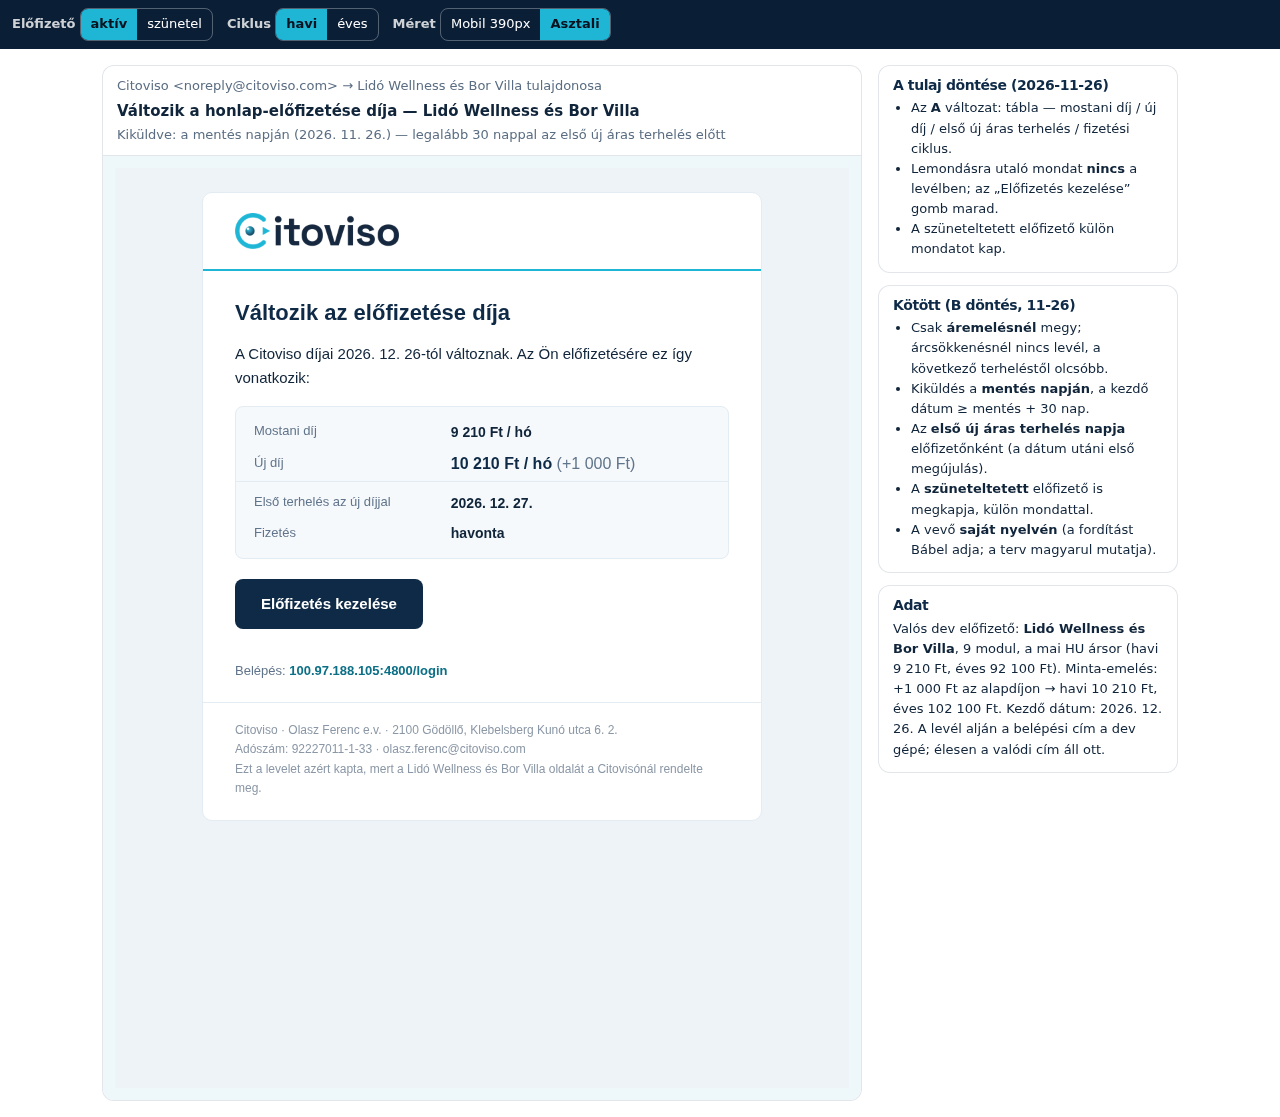 Előfizető aktív szünetel Ciklus havi éves Méret Mobil 390px Asztali
Citoviso <noreply@citoviso.com> → Lidó Wellness és Bor Villa tulajdonosa
Változik a honlap-előfizetése díja — Lidó Wellness és Bor Villa
Kiküldve: a mentés napján (2026. 11. 26.) — legalább 30 nappal az első új áras terhelés előtt
Citoviso
Változik az előfizetése díja
A Citoviso díjai 2026. 12. 26-tól változnak. Az Ön előfizetésére ez így
vonatkozik:
Mostani díj 9 210 Ft / hó
Új díj 10 210 Ft / hó (+1 000 Ft)
Első terhelés az új díjjal 2026. 12. 27.
Fizetés havonta
Előfizetés kezelése
Belépés: 100.97.188.105:4800/login
Citoviso · Olasz Ferenc e.v. · 2100 Gödöllő, Klebelsberg Kunó utca 6. 2.
Adószám: 92227011-1-33 · olasz.ferenc@citoviso.com
Ezt a levelet azért kapta, mert a Lidó Wellness és Bor Villa oldalát a Citovisónál rendelte
meg.
A tulaj döntése (2026-11-26)
• Az A változat: tábla — mostani díj / új
díj / első új áras terhelés / fizetési
ciklus.
• Lemondásra utaló mondat nincs a
levélben; az „Előfizetés kezelése”
gomb marad.
• A szüneteltetett előfizető külön
mondatot kap.
Kötött (B döntés, 11-26)
• Csak áremelésnél megy;
árcsökkenésnél nincs levél, a
következő terheléstől olcsóbb.
• Kiküldés a mentés napján, a kezdő
dátum ≥ mentés + 30 nap.
• Az első új áras terhelés napja
előfizetőnként (a dátum utáni első
megújulás).
• A szüneteltetett előfizető is
megkapja, külön mondattal.
• A vevő saját nyelvén (a fordítást
Bábel adja; a terv magyarul mutatja).
Adat
Valós dev előfizető: Lidó Wellness és
Bor Villa, 9 modul, a mai HU ársor (havi
9 210 Ft, éves 92 100 Ft). Minta-emelés:
+1 000 Ft az alapdíjon → havi 10 210 Ft,
éves 102 100 Ft. Kezdő dátum: 2026. 12.
26. A levél alján a belépési cím a dev
gépé; élesen a valódi cím áll ott.